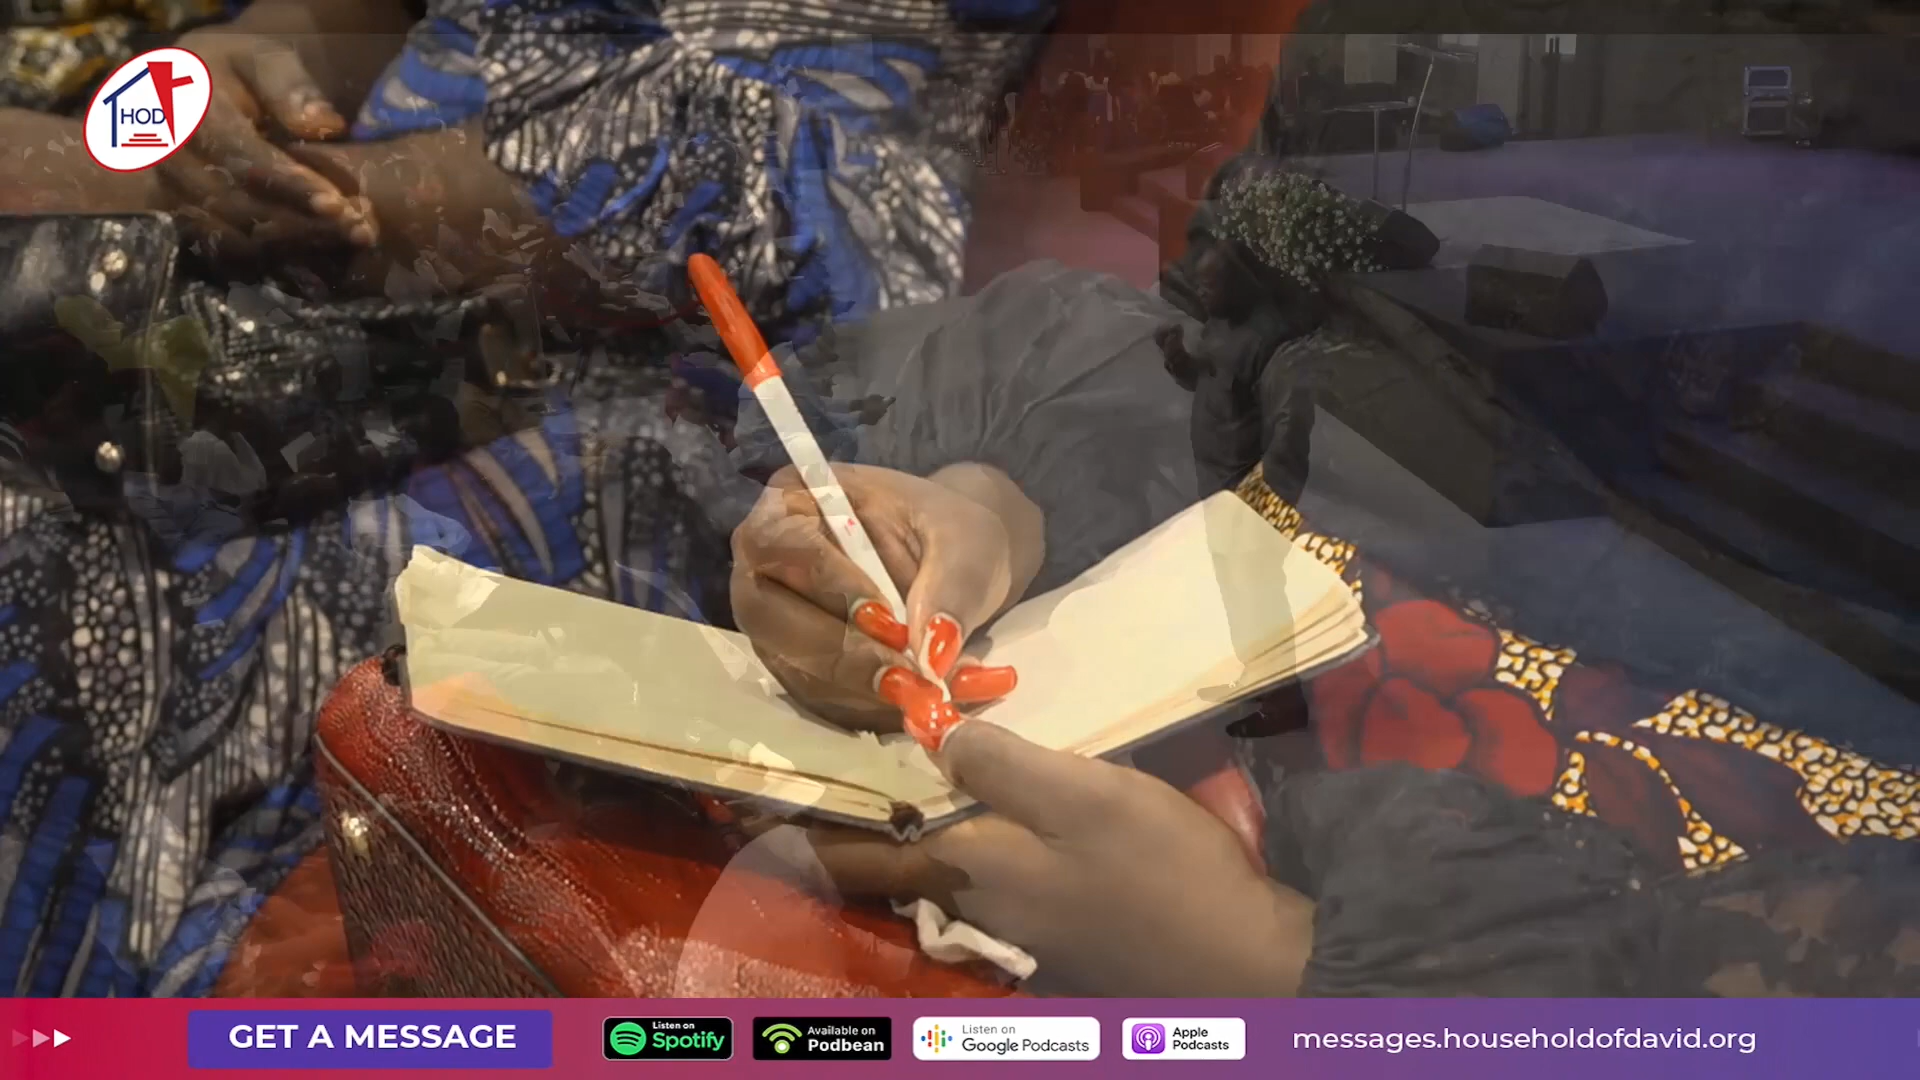 HOD
GET A MESSAGE
Listen on
Spotify
Available on
Podbean
Listen on
Google Podcasts
Apple
Podcasts
messages.householdofdavid.org